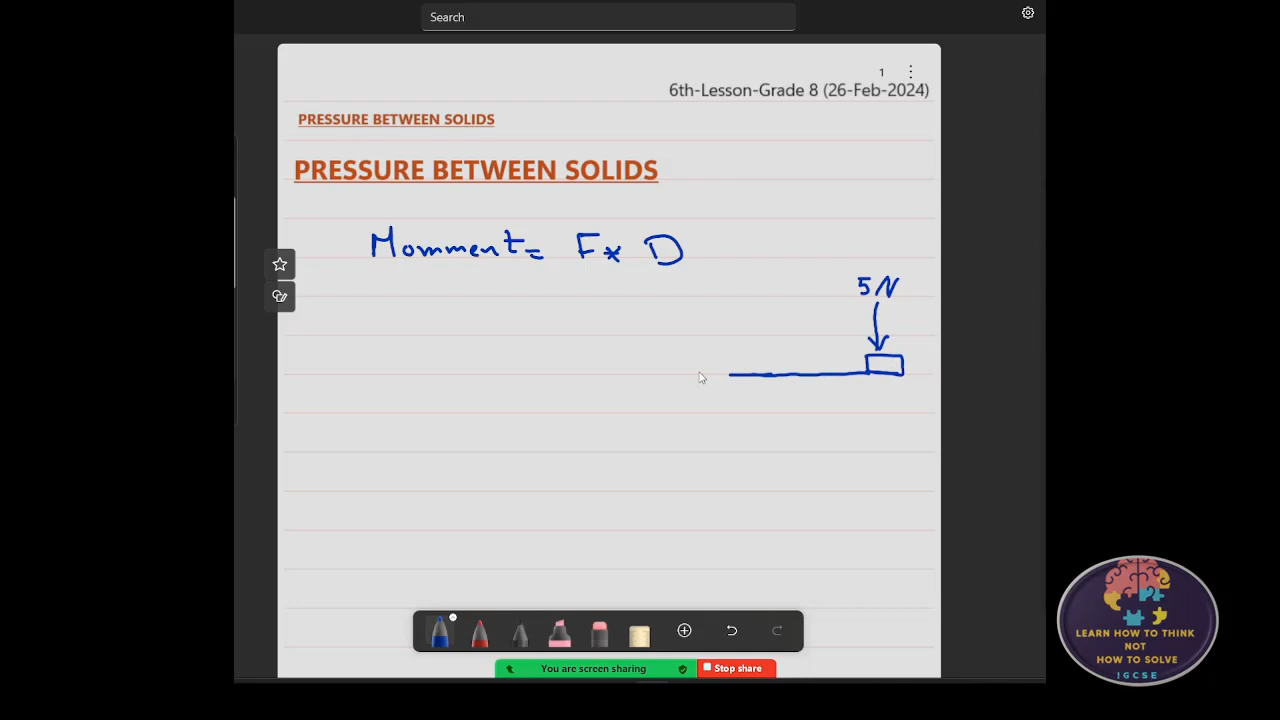 Search
1
6th-Lesson-Grade 8 (26-Feb-2024)
PRESSURE BETWEEN SOLIDS
PRESSURE BETWEEN SOLIDS
Momment= F* D
5N
You are screen sharing
Stop share
LEARN HOW TO THINK
NOT
HOW TO SOLVE
IGCSE